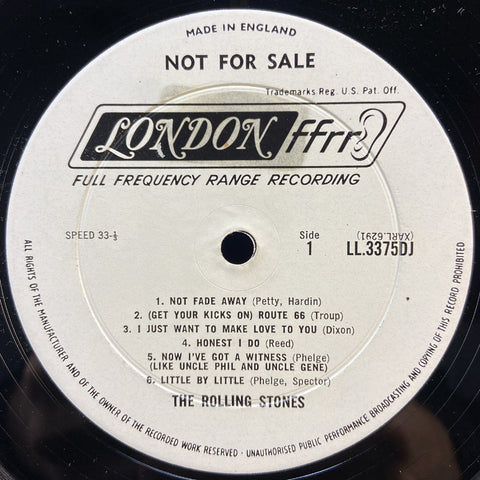 MADE IN ENGLAND
NOT FOR SALE
Trademarks Reg. U.S. Pat. Off.
LONDON ffrr
FULL FREQUENCY RANGE RECORDING
SPEED 33-⅓
Side
1
(XARL.6291)
LL.3375DJ
1. NOT FADE AWAY (Petty, Hardin)
2. (GET YOUR KICKS ON) ROUTE 66 (Troup)
3. I JUST WANT TO MAKE LOVE TO YOU (Dixon)
4. HONEST I DO (Reed)
5. NOW I'VE GOT A WITNESS (Phelge)
(LIKE UNCLE PHIL AND UNCLE GENE)
6. LITTLE BY LITTLE (Phelge, Spector)
THE ROLLING STONES
ALL RIGHTS OF THE MANUFACTURER AND OF THE OWNER OF THE RECORDED WORK RESERVED · UNAUTHORISED PUBLIC PERFORMANCE BROADCASTING AND COPYING OF THIS RECORD PROHIBITED